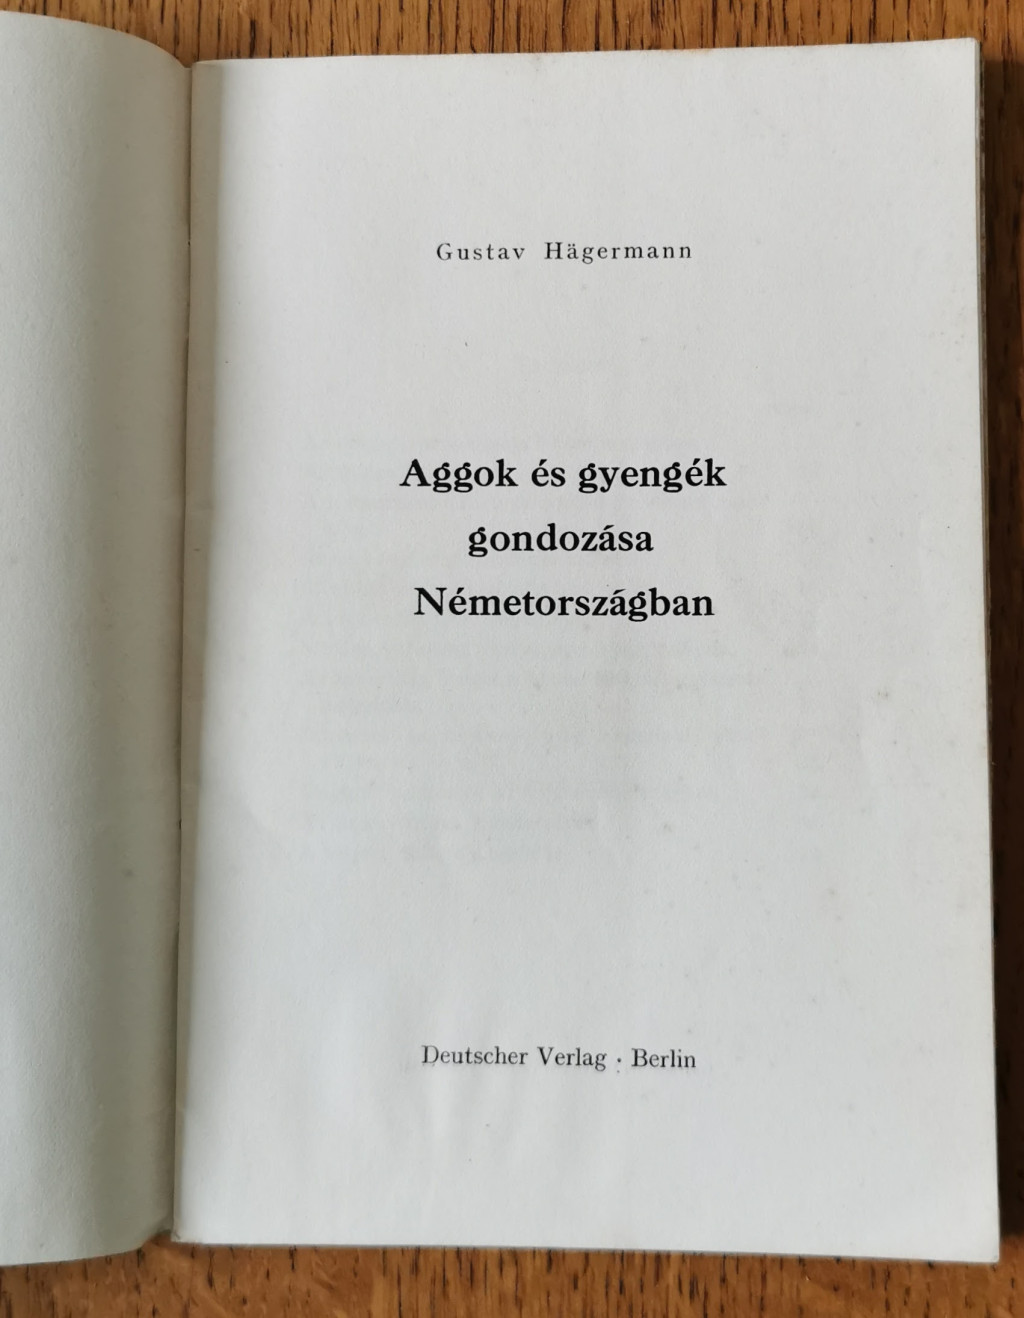 Gustav Hägermann
Aggok és gyengék
gondozása
Németországban
Deutscher Verlag · Berlin